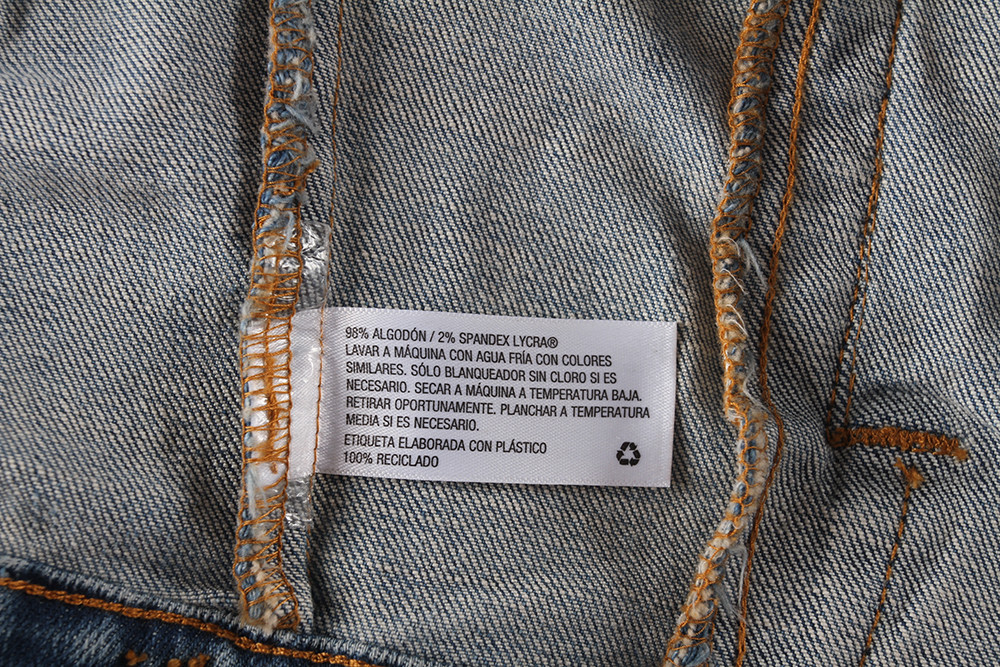 98% ALGODÓN / 2% SPANDEX LYCRA®
LAVAR A MÁQUINA CON AGUA FRÍA CON COLORES
SIMILARES. SÓLO BLANQUEADOR SIN CLORO SI ES
NECESARIO. SECAR A MÁQUINA A TEMPERATURA BAJA.
RETIRAR OPORTUNAMENTE. PLANCHAR A TEMPERATURA
MEDIA SI ES NECESARIO.
ETIQUETA ELABORADA CON PLÁSTICO
100% RECICLADO